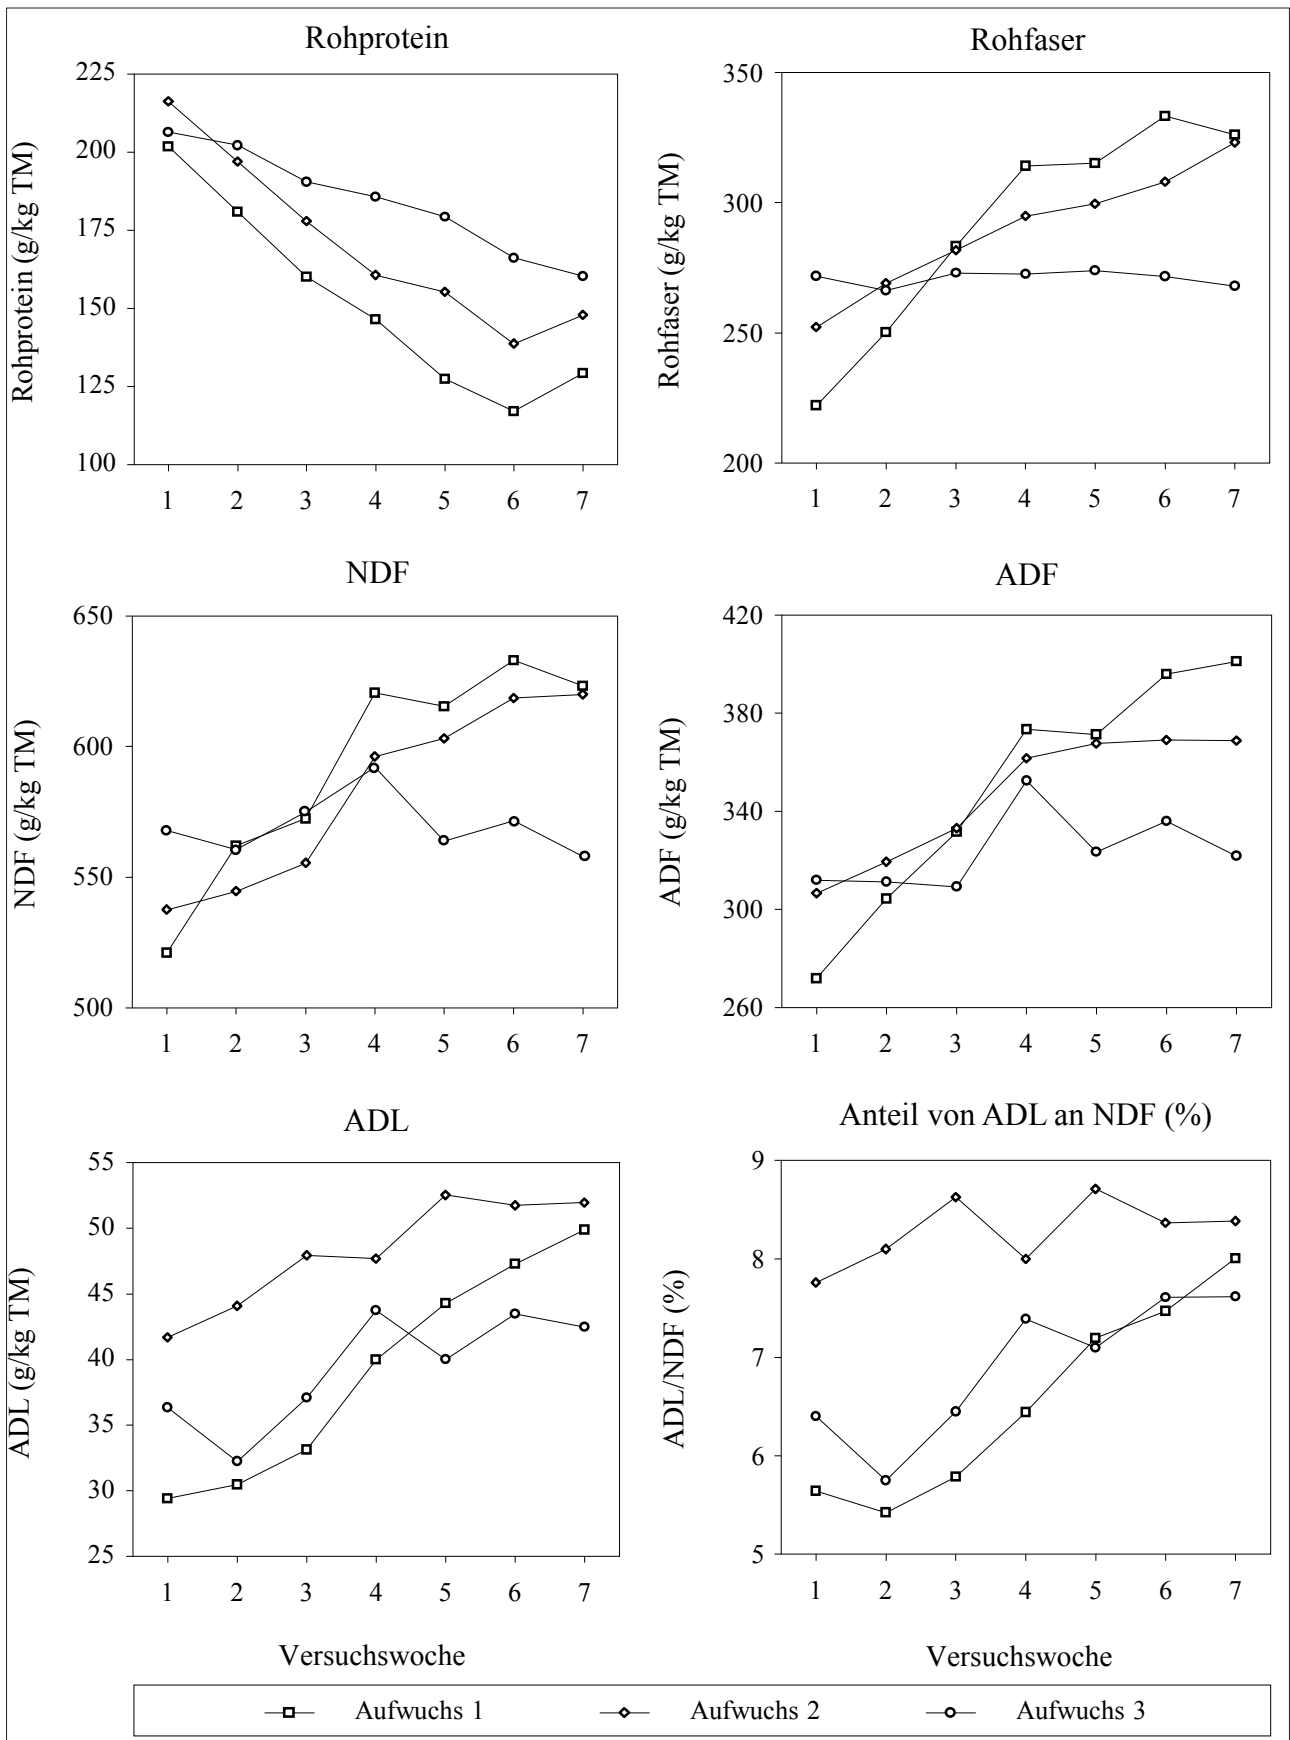 Rohprotein
Rohprotein (g/kg TM)
225
200
175
150
125
100
1 2 3 4 5 6 7
Rohfaser
Rohfaser (g/kg TM)
350
300
250
200
1 2 3 4 5 6 7
NDF
NDF (g/kg TM)
650
600
550
500
1 2 3 4 5 6 7
ADF
ADF (g/kg TM)
420
380
340
300
260
1 2 3 4 5 6 7
ADL
ADL (g/kg TM)
55
50
45
40
35
30
25
1 2 3 4 5 6 7
Versuchswoche
Anteil von ADL an NDF (%)
ADL/NDF (%)
9
8
7
6
5
1 2 3 4 5 6 7
Versuchswoche
Aufwuchs 1 Aufwuchs 2 Aufwuchs 3